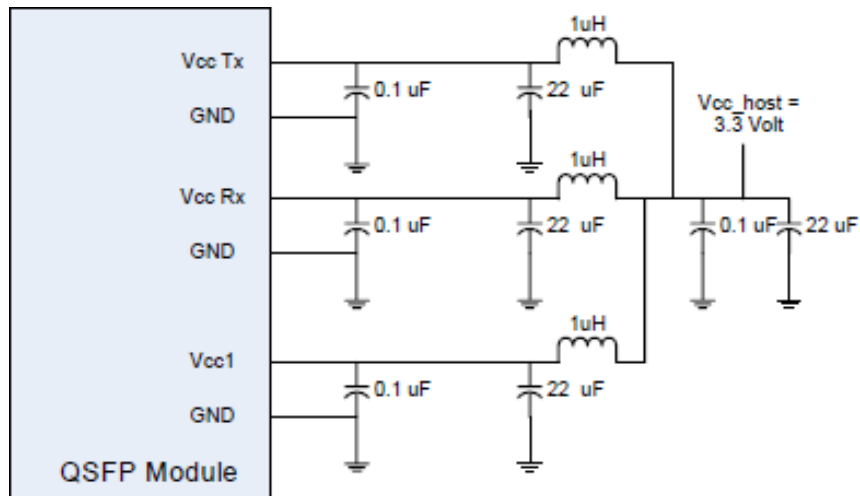 1uH
Vcc Tx
0.1 uF
22 uF
GND
Vcc_host =
3.3 Volt
1uH
Vcc Rx
0.1 uF
22 uF
0.1 uF
22 uF
GND
1uH
Vcc1
0.1 uF
22 uF
GND
QSFP Module